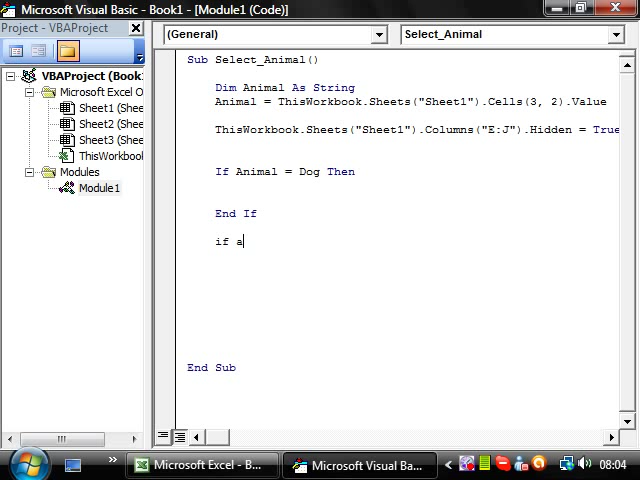 Microsoft Visual Basic - Book1 - [Module1 (Code)]
Project - VBAProject
(General)
Select_Animal
VBAProject (Book1
Microsoft Excel O
Sheet1 (Shee
Sheet2 (Shee
Sheet3 (Shee
ThisWorkbook
Modules
Module1
Sub Select_Animal()
Dim Animal As String
Animal = ThisWorkbook.Sheets("Sheet1").Cells(3, 2).Value
ThisWorkbook.Sheets("Sheet1").Columns("E:J").Hidden = True
If Animal = Dog Then
End If
if a
End Sub
Microsoft Excel - B...
Microsoft Visual Ba...
08:04